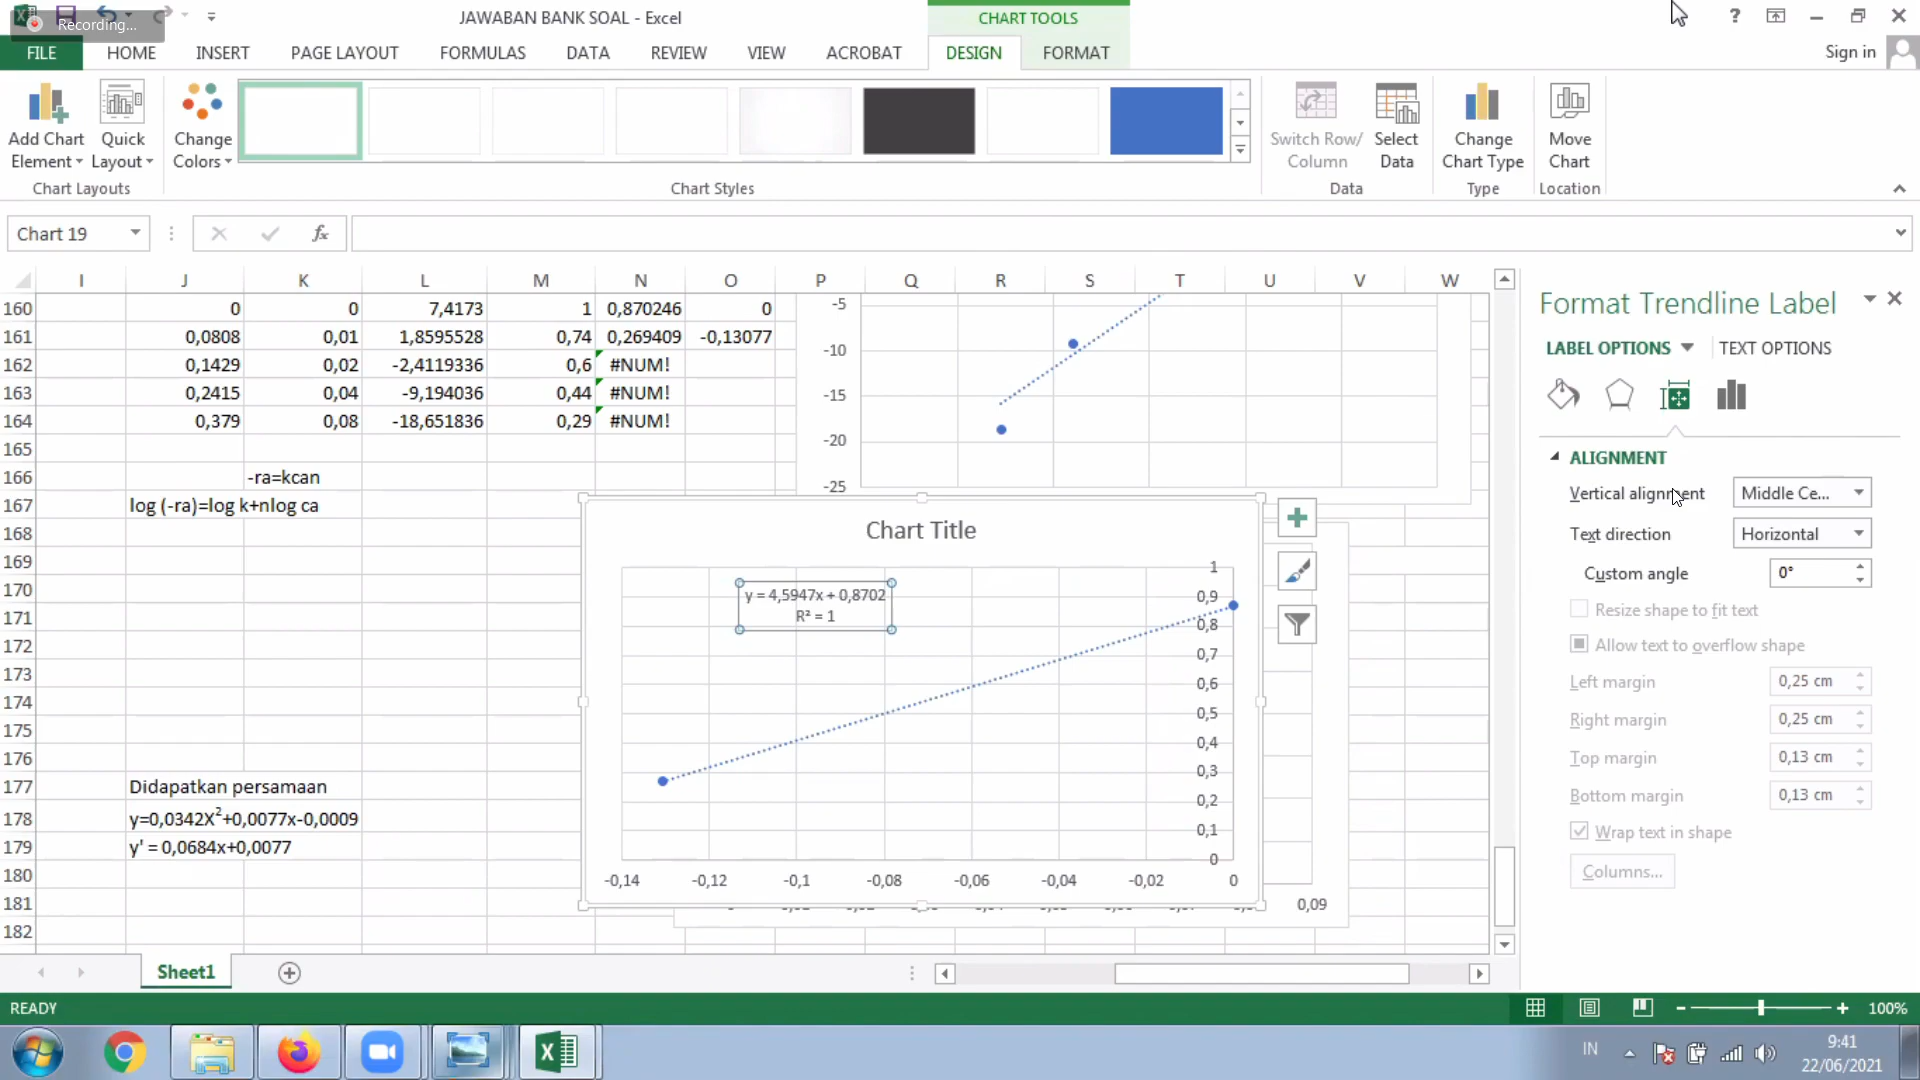 JAWABAN BANK SOAL - Excel
CHART TOOLS
Recording...
FILE HOME INSERT PAGE LAYOUT FORMULAS DATA REVIEW VIEW ACROBAT DESIGN FORMAT
Sign in
Add Chart Element
Quick Layout
Change Colors
Switch Row/ Column
Select Data
Change Chart Type
Move Chart
Chart Layouts
Chart Styles
Data
Type
Location
Chart 19
fx
I J K L M N O P Q R S T U V W
160 0 0 7,4173 1 0,870246 0
161 0,0808 0,01 1,8595528 0,74 0,269409 -0,13077
162 0,1429 0,02 -2,4119336 0,6 #NUM!
163 0,2415 0,04 -9,194036 0,44 #NUM!
164 0,379 0,08 -18,651836 0,29 #NUM!
165
166 -ra=kcan
167 log (-ra)=log k+nlog ca
168
169
170
171
172
173
174
175
176
177 Didapatkan persamaan
178 y=0,0342X²+0,0077x-0,0009
179 y' = 0,0684x+0,0077
180
181
182
-5
-10
-15
-20
-25
Chart Title
y = 4,5947x + 0,8702
R² = 1
1
0,9
0,8
0,7
0,6
0,5
0,4
0,3
0,2
0,1
0
-0,14 -0,12 -0,1 -0,08 -0,06 -0,04 -0,02 0
0,09
Format Trendline Label
LABEL OPTIONS TEXT OPTIONS
ALIGNMENT
Vertical alignment Middle Ce...
Text direction Horizontal
Custom angle 0°
Resize shape to fit text
Allow text to overflow shape
Left margin 0,25 cm
Right margin 0,25 cm
Top margin 0,13 cm
Bottom margin 0,13 cm
Wrap text in shape
Columns...
Sheet1
READY
100%
IN
9:41
22/06/2021